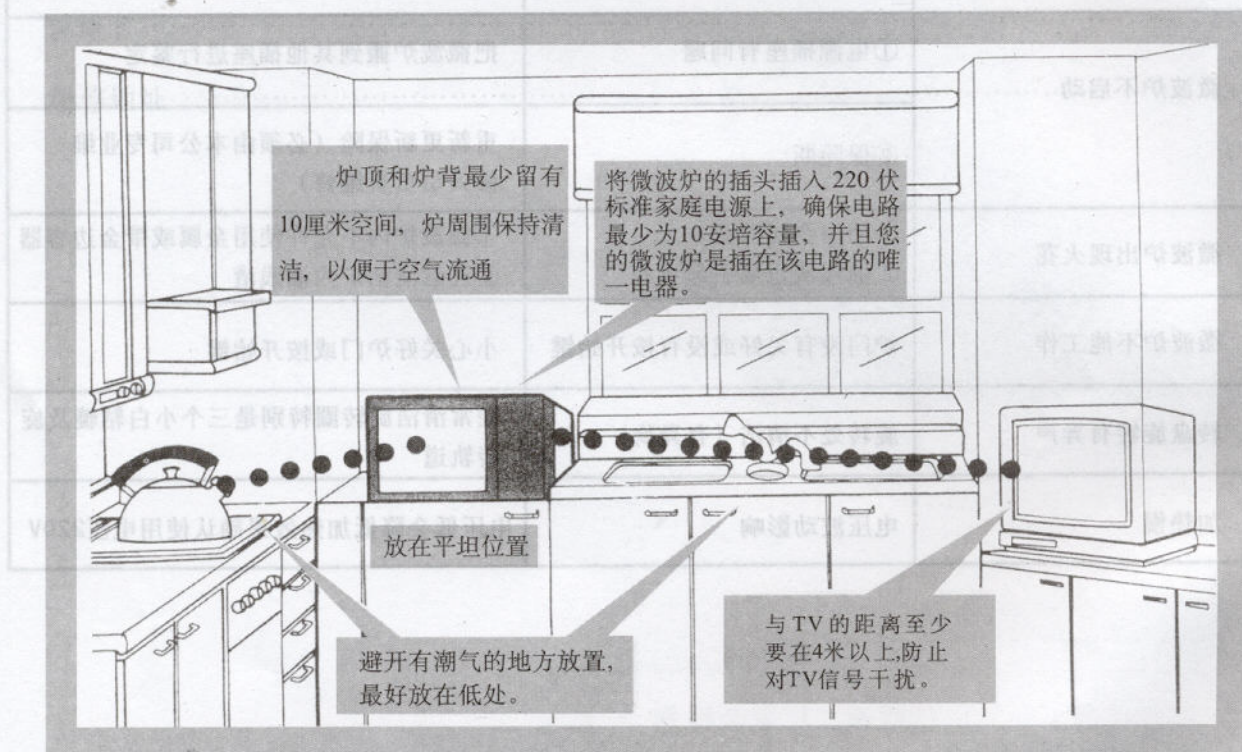 炉顶和炉背最少留有
10厘米空间，炉周围保持清
洁，以便于空气流通
将微波炉的插头插人 220 伏
标准家庭电源上，确保电路
最少为10安培容量，并且您
的微波炉是插在该电路的唯
一电器。
放在平坦位置
避开有潮气的地方放置，
最好放在低处。
与 TV 的距离至少
要在4米以上,防止
对TV信号干扰。